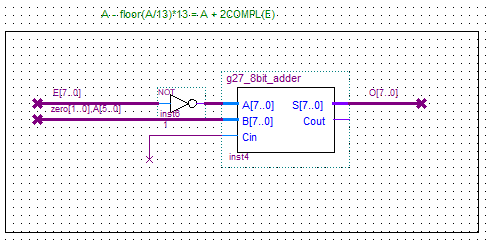 A - floor(A/13)*13 = A + 2COMPL(E)
g27_8bit_adder
E[7..0]
NOT
A[7..0]
S[7..0]
O[7..0]
zero[1..0],A[5..0]
inst6
B[7..0]
Cout
1
Cin
inst4